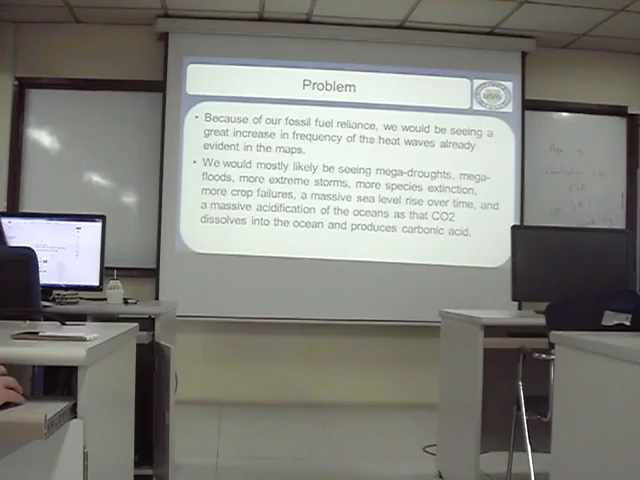 Problem
• Because of our fossil fuel reliance, we would be seeing a
great increase in frequency of the heat waves already
evident in the maps.
• We would mostly likely be seeing mega-droughts, mega-
floods, more extreme storms, more species extinction,
more crop failures, a massive sea level rise over time, and
a massive acidification of the oceans as that CO2
dissolves into the ocean and produces carbonic acid.